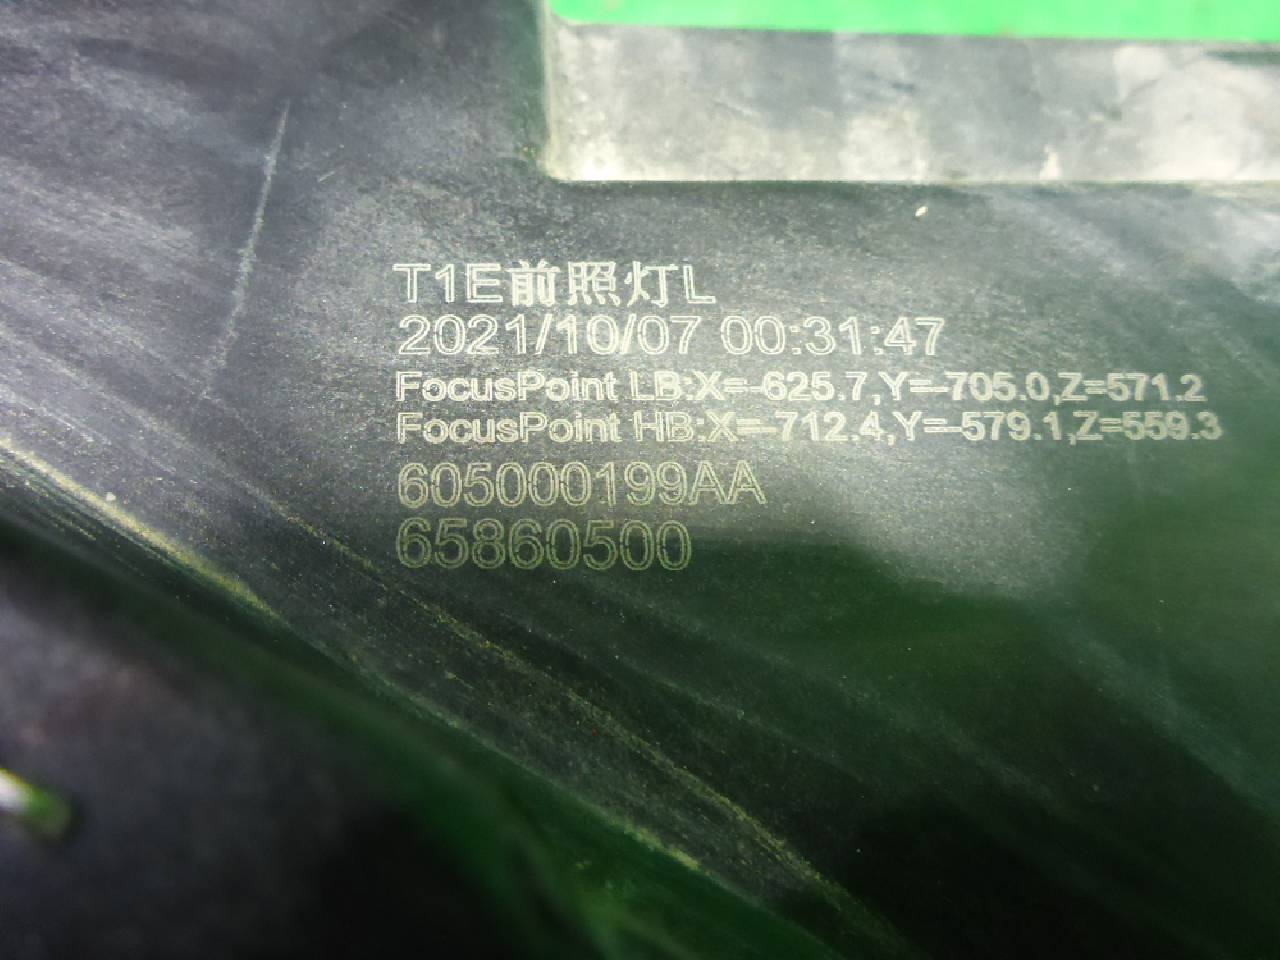 T1E前照灯L
2021/10/07 00:31:47
FocusPoint LB:X=-625.7,Y=-705.0,Z=571.2
FocusPoint HB:X=-712.4,Y=-579.1,Z=559.3
605000199AA
65860500